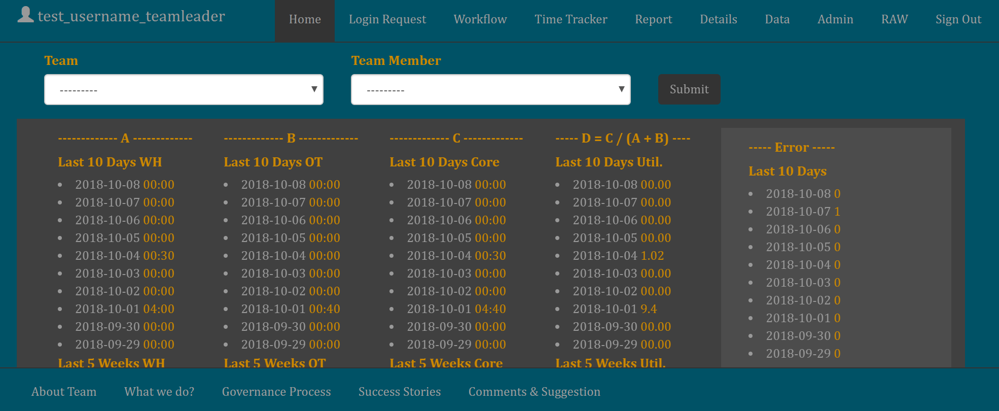 test_username_teamleader Home Login Request Workflow Time Tracker Report Details Data Admin RAW Sign Out
Team
---------
Team Member
---------
Submit
------------- A -------------
Last 10 Days WH
2018-10-08 00:00
2018-10-07 00:00
2018-10-06 00:00
2018-10-05 00:00
2018-10-04 00:30
2018-10-03 00:00
2018-10-02 00:00
2018-10-01 04:00
2018-09-30 00:00
2018-09-29 00:00
Last 5 Weeks WH
------------- B -------------
Last 10 Days OT
2018-10-08 00:00
2018-10-07 00:00
2018-10-06 00:00
2018-10-05 00:00
2018-10-04 00:00
2018-10-03 00:00
2018-10-02 00:00
2018-10-01 00:40
2018-09-30 00:00
2018-09-29 00:00
Last 5 Weeks OT
------------- C -------------
Last 10 Days Core
2018-10-08 00:00
2018-10-07 00:00
2018-10-06 00:00
2018-10-05 00:00
2018-10-04 00:30
2018-10-03 00:00
2018-10-02 00:00
2018-10-01 04:40
2018-09-30 00:00
2018-09-29 00:00
Last 5 Weeks Core
----- D = C / (A + B) ----
Last 10 Days Util.
2018-10-08 00.00
2018-10-07 00.00
2018-10-06 00.00
2018-10-05 00.00
2018-10-04 1.02
2018-10-03 00.00
2018-10-02 00.00
2018-10-01 9.4
2018-09-30 00.00
2018-09-29 00.00
Last 5 Weeks Util.
----- Error -----
Last 10 Days
2018-10-08 0
2018-10-07 1
2018-10-06 0
2018-10-05 0
2018-10-04 0
2018-10-03 0
2018-10-02 0
2018-10-01 0
2018-09-30 0
2018-09-29 0
About Team What we do? Governance Process Success Stories Comments & Suggestion